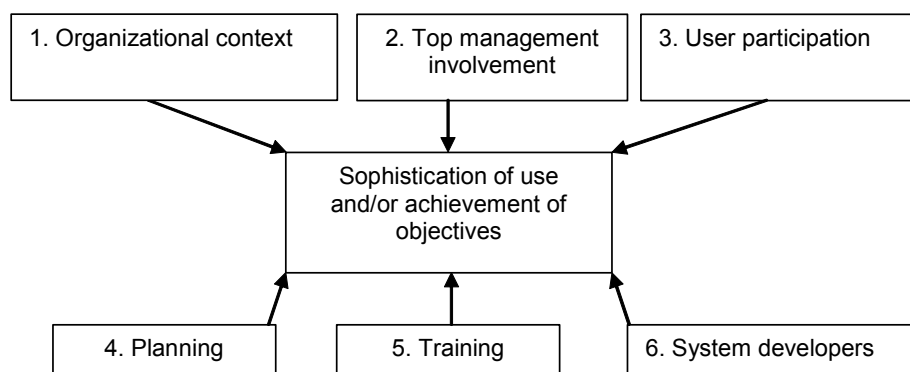 1. Organizational context
2. Top management
involvement
3. User participation
Sophistication of use
and/or achievement of
objectives
4. Planning
5. Training
6. System developers